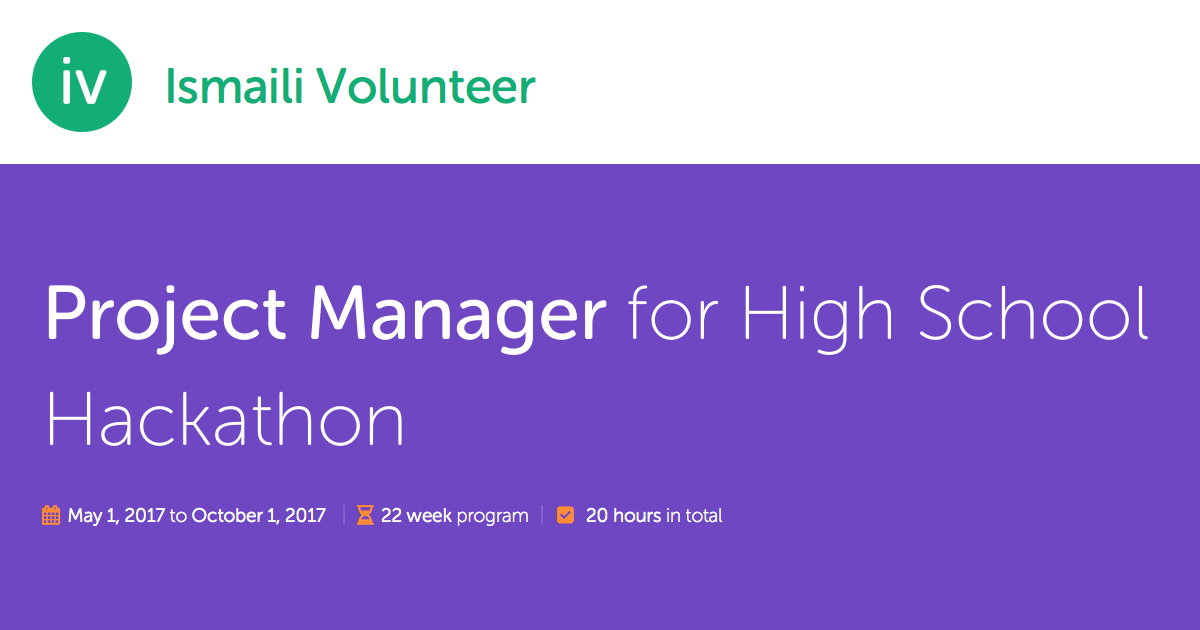 iv Ismaili Volunteer
Project Manager for High School
Hackathon
May 1, 2017 to October 1, 2017 | 22 week program | 20 hours in total